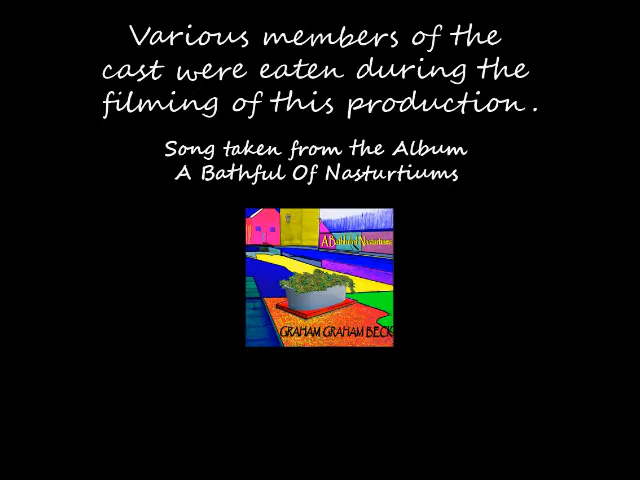 Various members of the
cast were eaten during the
filming of this production.
Song taken from the Album
A Bathful Of Nasturtiums
A Bathful of Nasturtiums
GRAHAM GRAHAM BECK